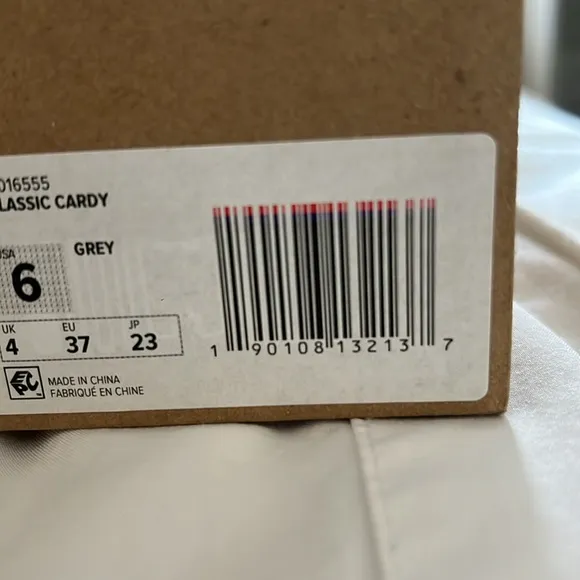 016555
LASSIC CARDY
USA
6
GREY
UK EU JP
4 37 23
1 90108 13213 7
EPC
MADE IN CHINA
FABRIQUÉ EN CHINE